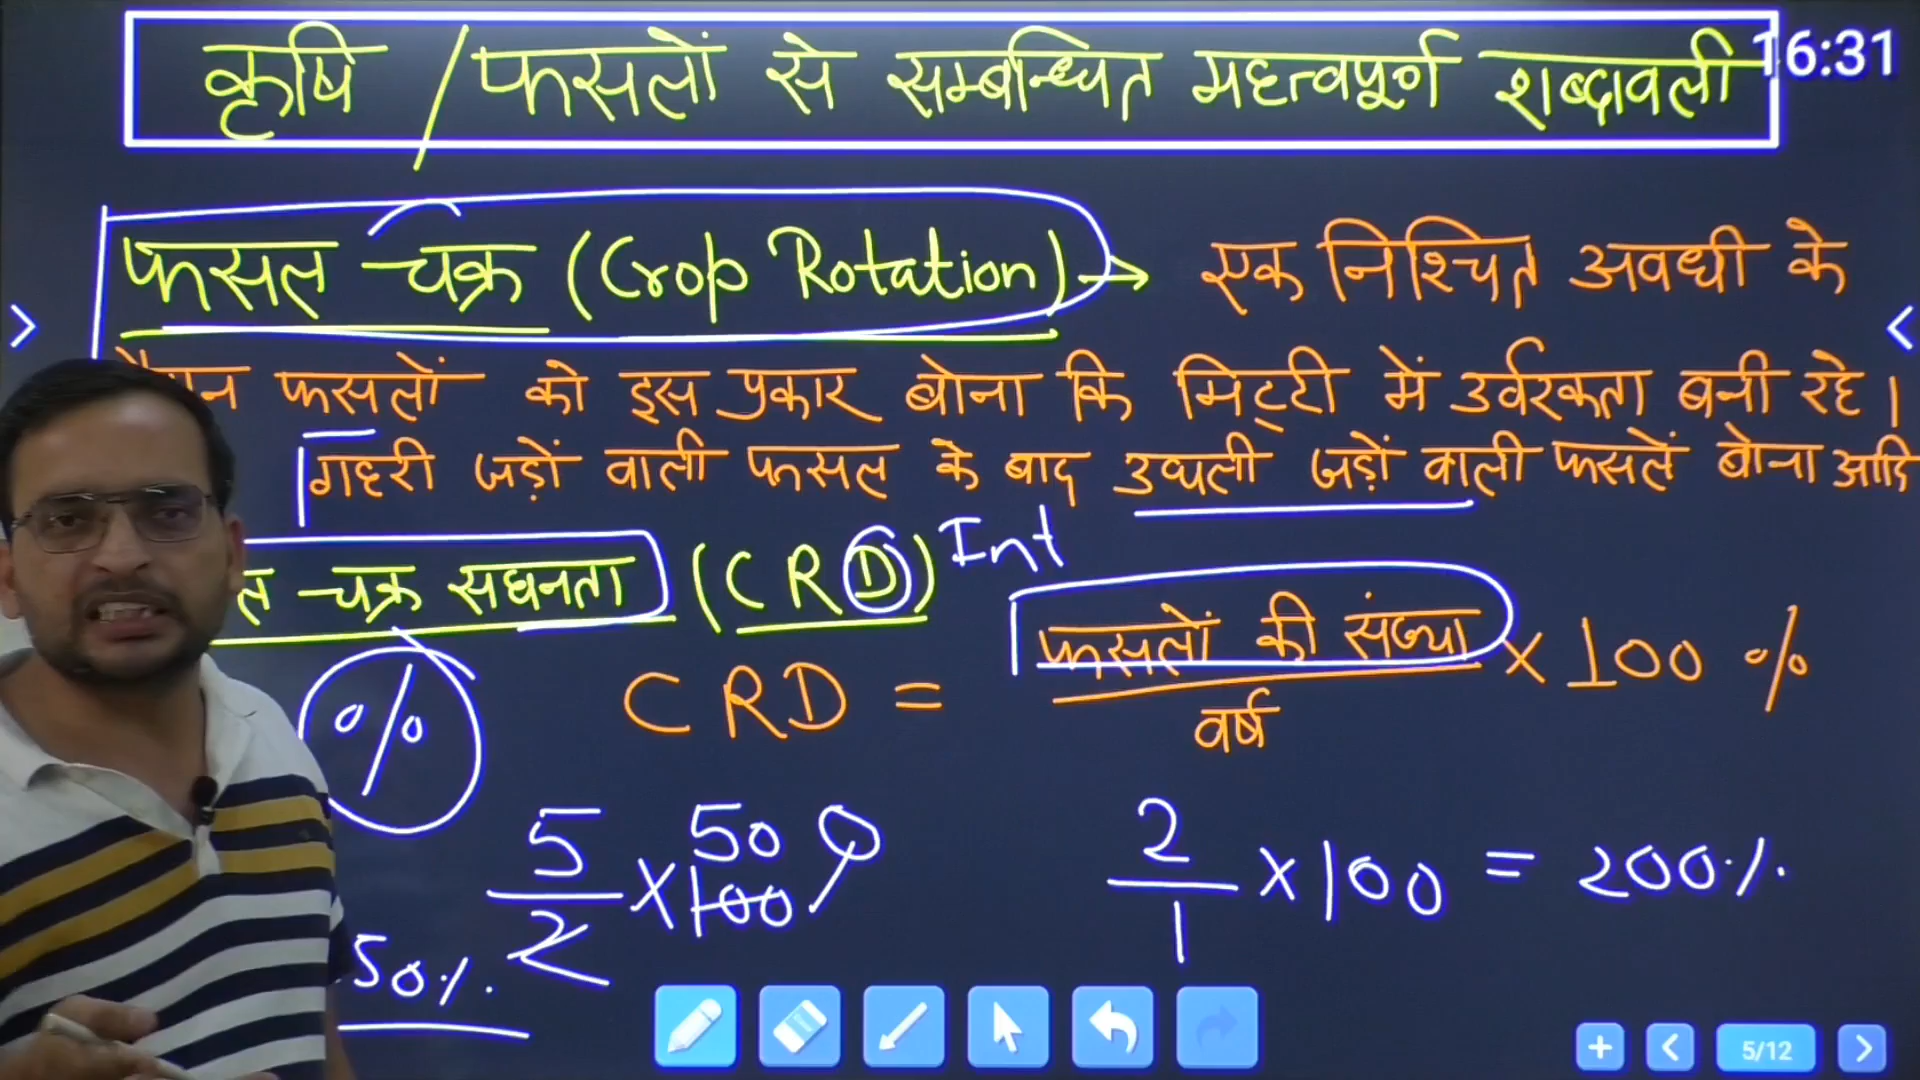 कृषि / फसलों से सम्बन्धित महत्वपूर्ण शब्दावली
16:31
फसल चक्र (Crop Rotation) → एक निश्चित अवधी के
फसलों को इस प्रकार बोना कि मिट्टी में उर्वरकता बनी रहे।
गहरी जड़ों वाली फसल के बाद उथली जड़ों वाली फसलें बोना आदि
चक्र सघनता (CRD) Int
CRD = फसलों की संख्या / वर्ष × 100 %
%
5/2 × 100 50
2/1 × 100 = 200%
50%
5/12